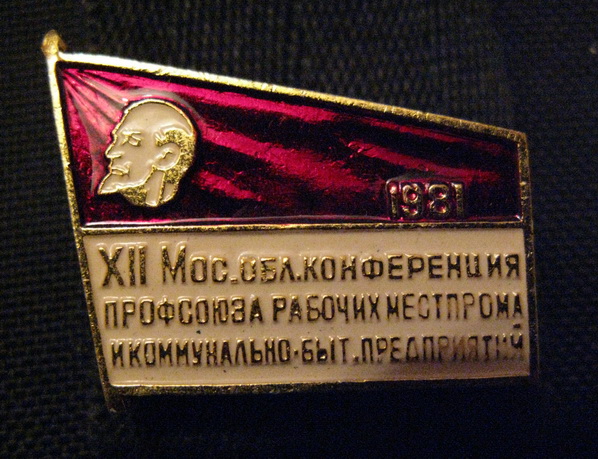 1981
XII Мос.обл.конференция
профсоюза рабочих местпрома
и коммунально-быт.предприятий